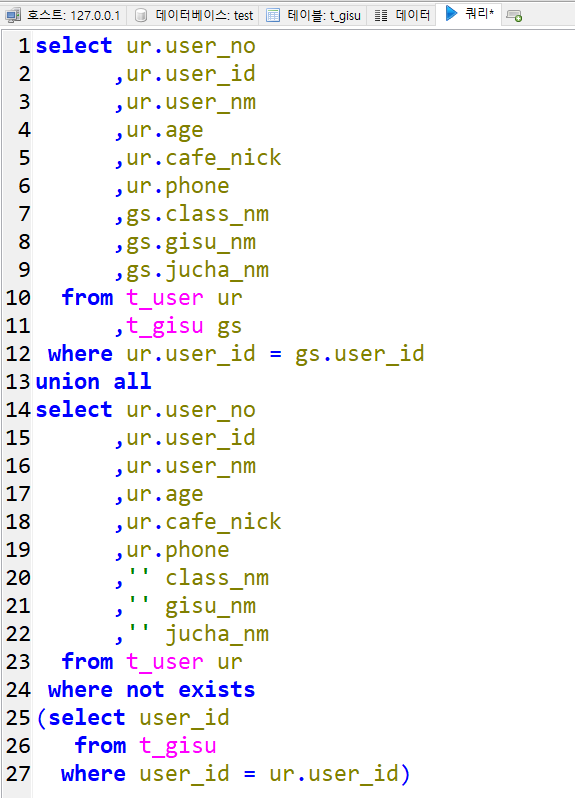 호스트: 127.0.0.1 데이터베이스: test 테이블: t_gisu 데이터 쿼리*
1 select ur.user_no
2 ,ur.user_id
3 ,ur.user_nm
4 ,ur.age
5 ,ur.cafe_nick
6 ,ur.phone
7 ,gs.class_nm
8 ,gs.gisu_nm
9 ,gs.jucha_nm
10 from t_user ur
11 ,t_gisu gs
12 where ur.user_id = gs.user_id
13 union all
14 select ur.user_no
15 ,ur.user_id
16 ,ur.user_nm
17 ,ur.age
18 ,ur.cafe_nick
19 ,ur.phone
20 ,'' class_nm
21 ,'' gisu_nm
22 ,'' jucha_nm
23 from t_user ur
24 where not exists
25 (select user_id
26 from t_gisu
27 where user_id = ur.user_id)